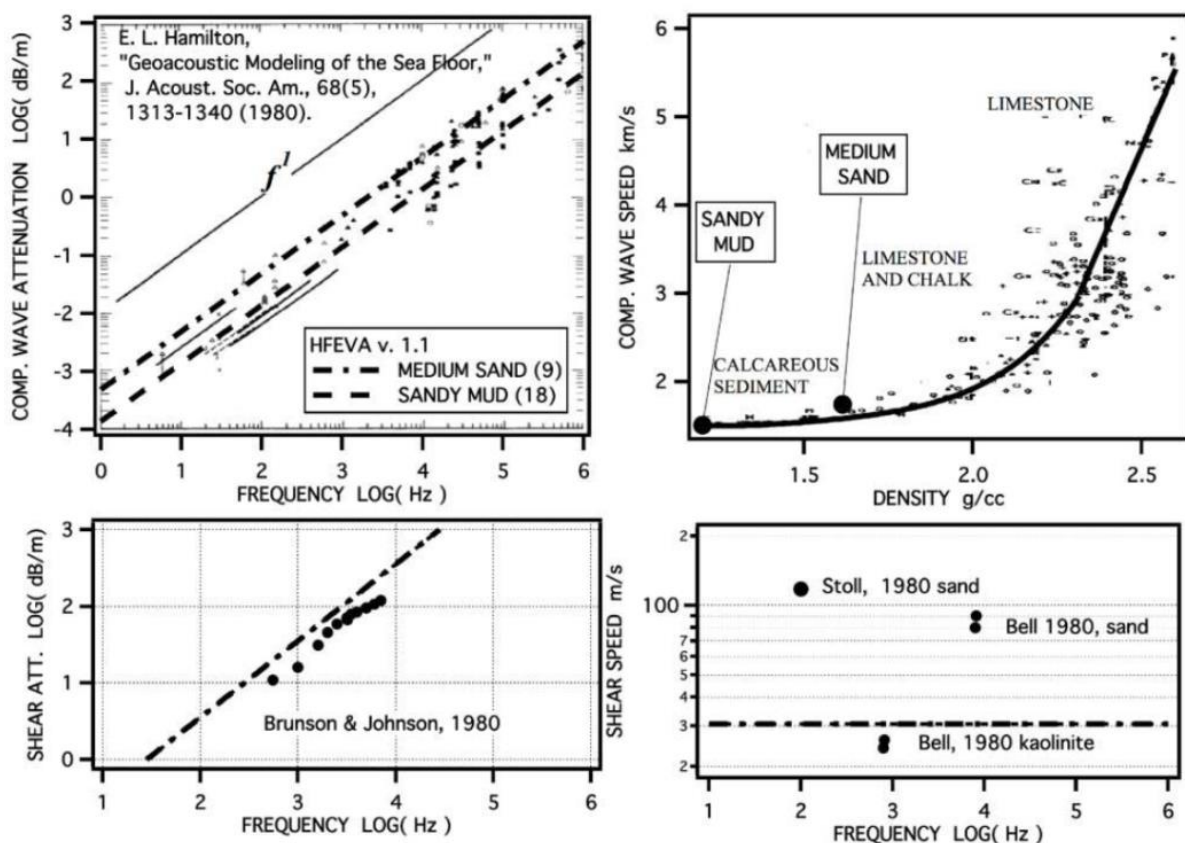 E. L. Hamilton,
"Geoacoustic Modeling of the Sea Floor,"
J. Acoust. Soc. Am., 68(5),
1313-1340 (1980).
f¹
HFEVA v. 1.1
MEDIUM SAND (9)
SANDY MUD (18)
COMP. WAVE ATTENUATION LOG( dB/m)
3
2
1
0
-1
-2
-3
-4
0 1 2 3 4 5 6
FREQUENCY LOG( Hz)
COMP. WAVE SPEED km/s
6
5
4
3
2
LIMESTONE
MEDIUM
SAND
SANDY
MUD
LIMESTONE
AND CHALK
CALCAREOUS
SEDIMENT
1.5 2.0 2.5
DENSITY g/cc
SHEAR ATT. LOG( dB/m)
3
2
1
0
Brunson & Johnson, 1980
1 2 3 4 5 6
FREQUENCY LOG( Hz)
SHEAR SPEED m/s
2
100
7
6
5
4
3
2
Stoll, 1980 sand
Bell 1980, sand
Bell, 1980 kaolinite
1 2 3 4 5 6
FREQUENCY LOG( Hz)